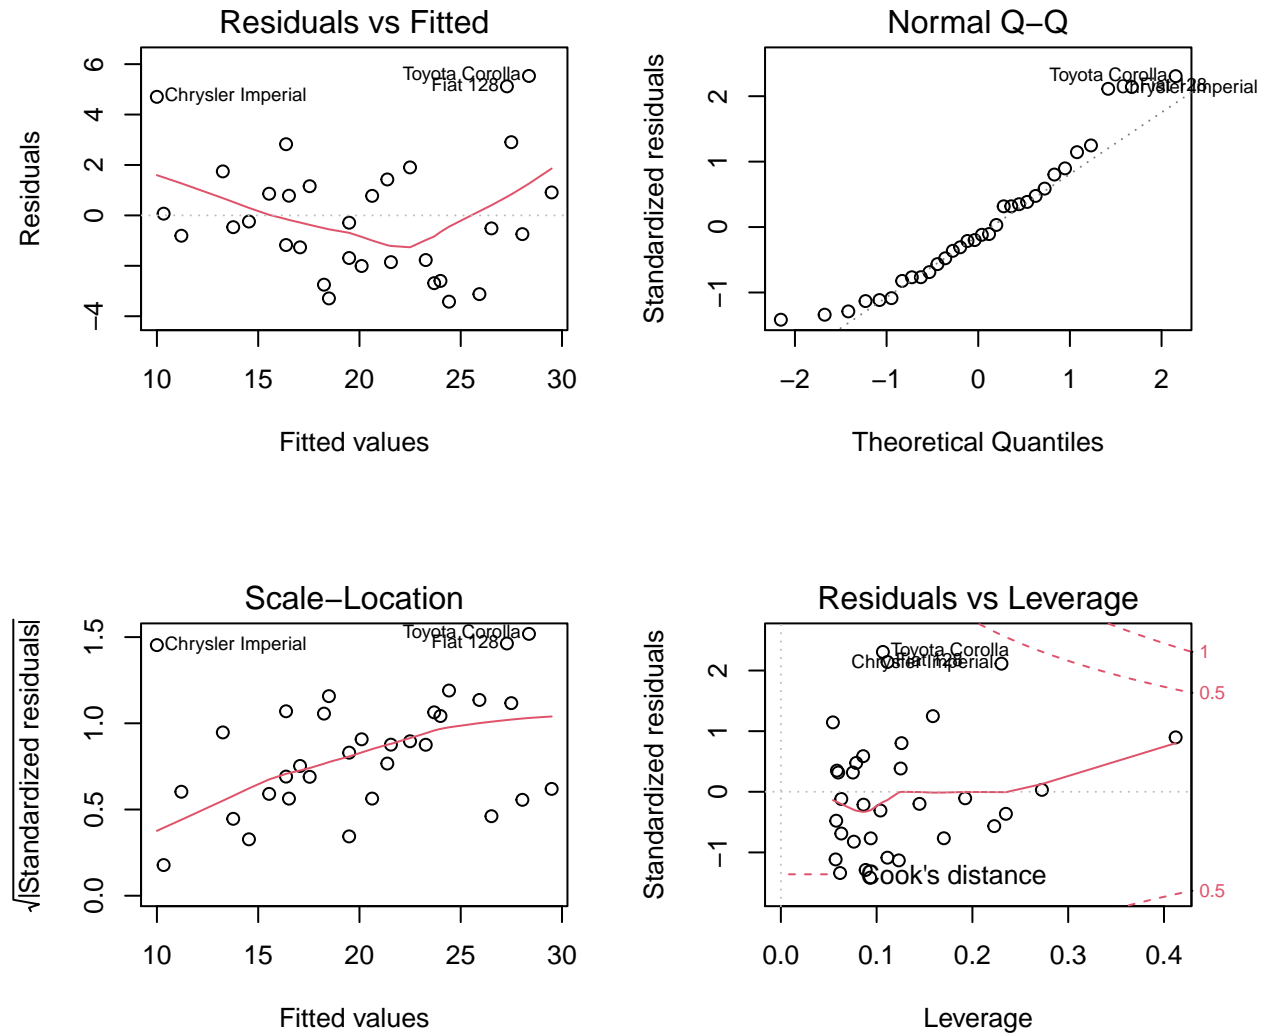 Residuals vs Fitted
Residuals
6
4
2
0
−4
Toyota Corolla
Fiat 128
Chrysler Imperial
10 15 20 25 30
Fitted values
Normal Q−Q
Standardized residuals
2
1
0
−1
Toyota Corolla
Fiat 128
Chrysler Imperial
−2 −1 0 1 2
Theoretical Quantiles
Scale−Location
√|Standardized residuals|
1.5
1.0
0.5
0.0
Toyota Corolla
Fiat 128
Chrysler Imperial
10 15 20 25 30
Fitted values
Residuals vs Leverage
Standardized residuals
2
1
0
−1
Toyota Corolla
Fiat 128
Chrysler Imperial
1
0.5
0.5
Cook's distance
0.0 0.1 0.2 0.3 0.4
Leverage